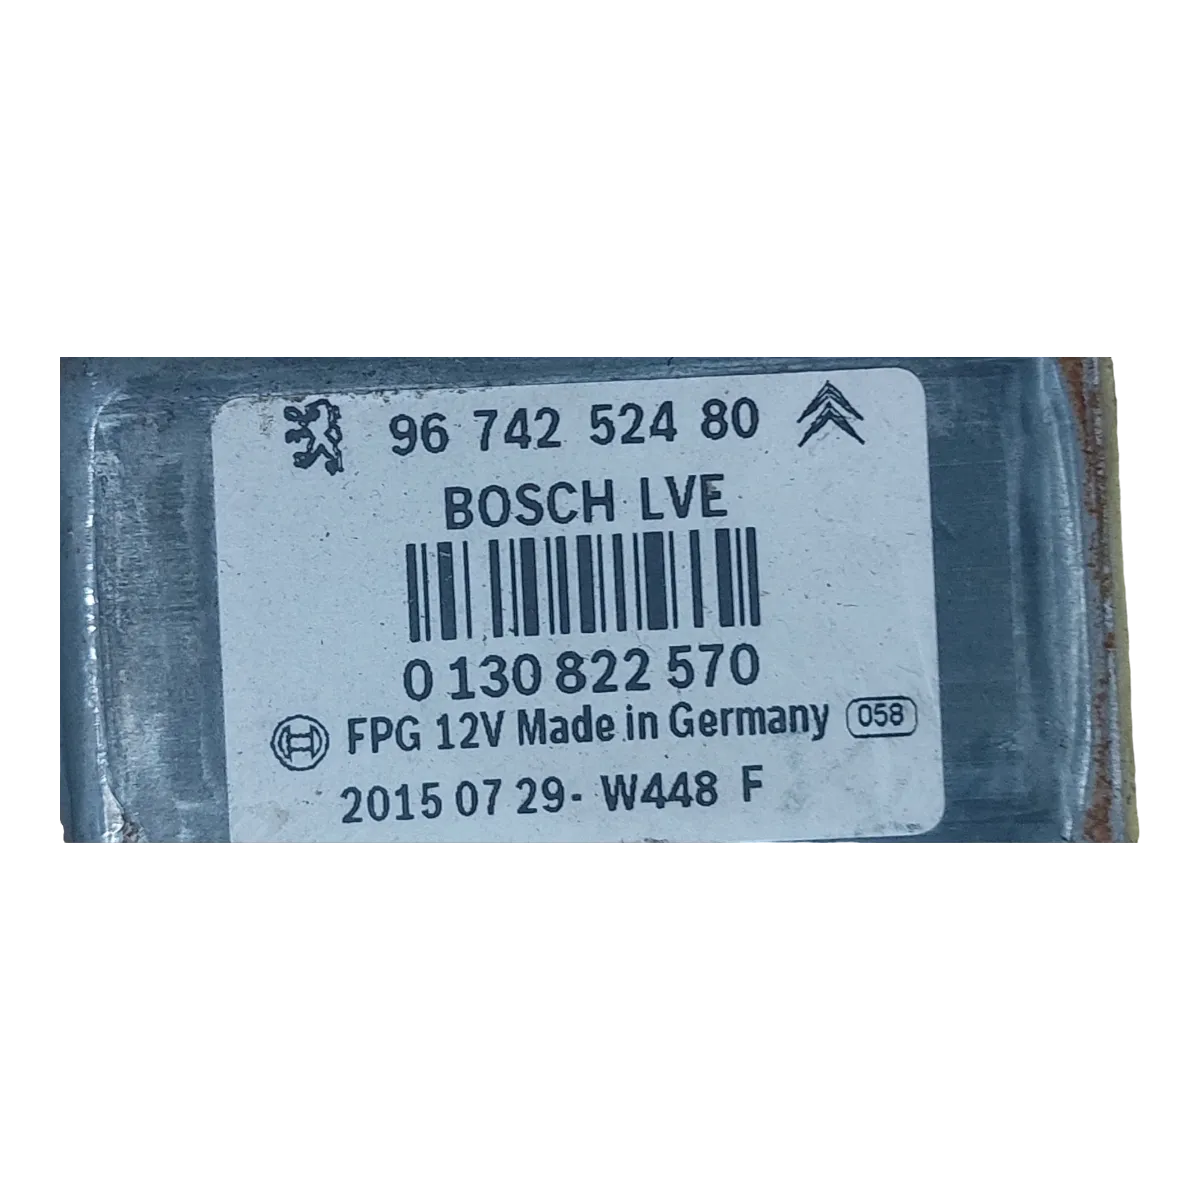 96 742 524 80
BOSCH LVE
0 130 822 570
FPG 12V Made in Germany 058
2015 07 29- W448 F